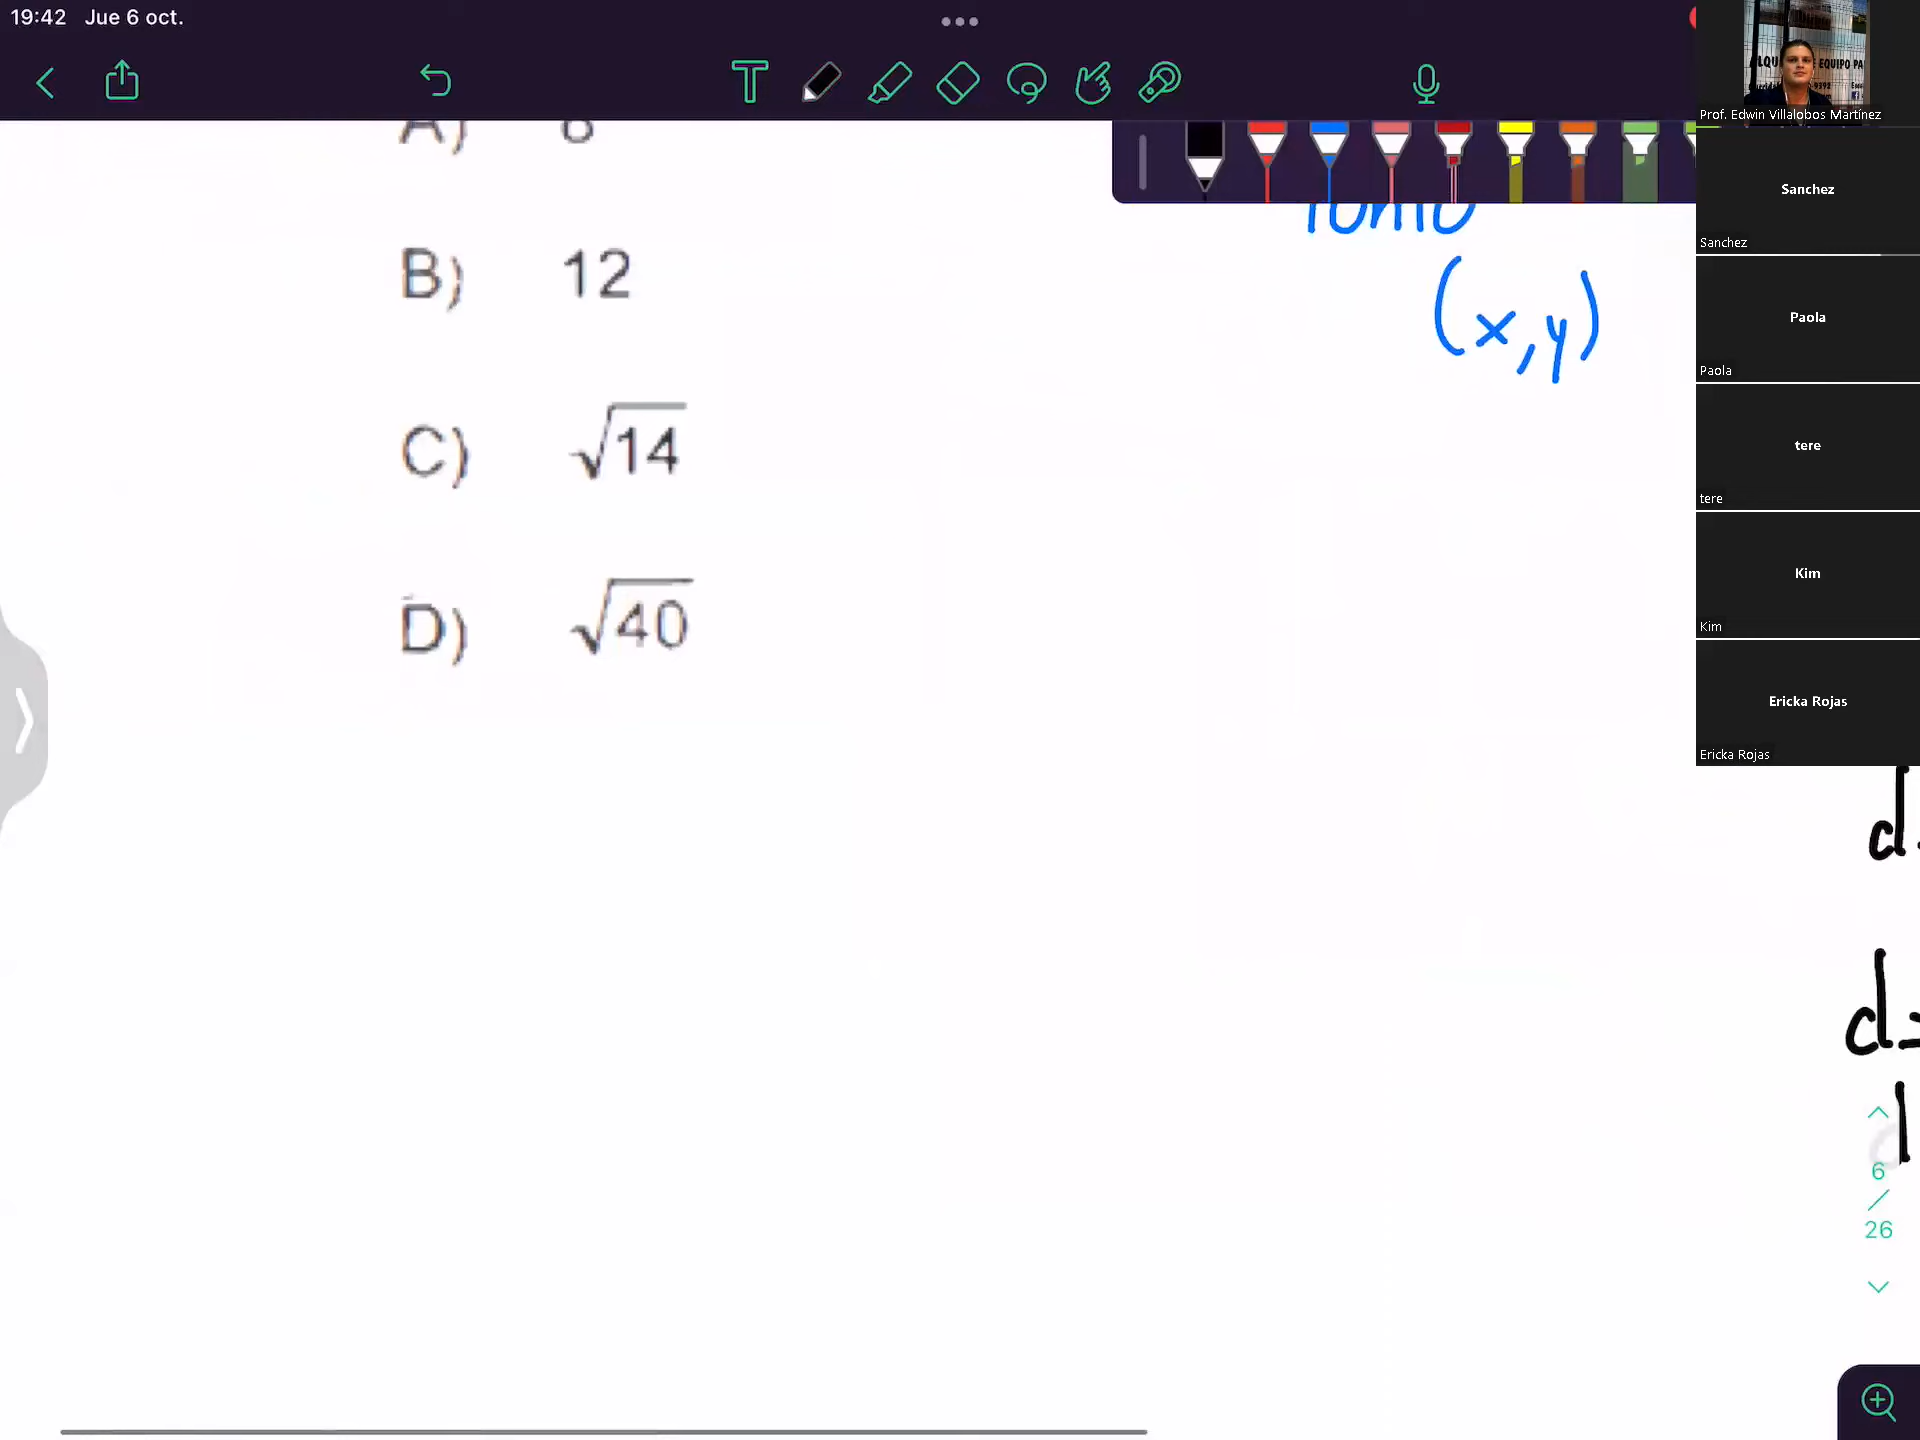 19:42 Jue 6 oct.
Prof. Edwin Villalobos Martínez
B) 12
(x,y)
C) √14
D) √40
Sanchez
Sanchez
Paola
Paola
tere
tere
Kim
Kim
Ericka Rojas
Ericka Rojas
d=
6
/
26